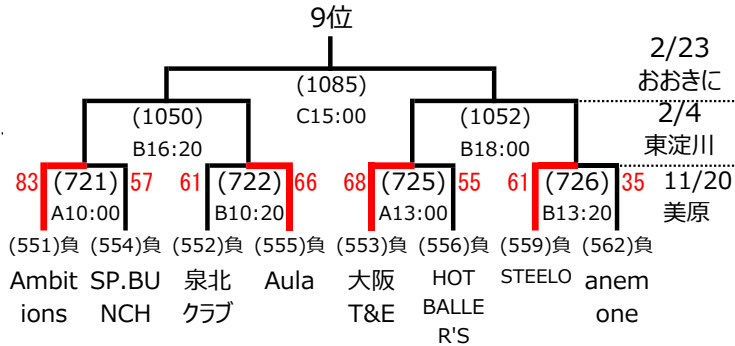 9位
2/23
(1085)
おおきに
(1050)
C15:00
(1052)
2/4
B16:20
B18:00
東淀川
83 (721) 57 61 (722) 66 68 (725) 55 61 (726) 35 11/20
A10:00 B10:20 A13:00 B13:20 美原
(551)負 (554)負 (552)負 (555)負 (553)負 (556)負 (559)負 (562)負
Ambit SP.BU 泉北 Aula 大阪 HOT STEELO anem
ions NCH クラブ T&E BALLE one
R'S